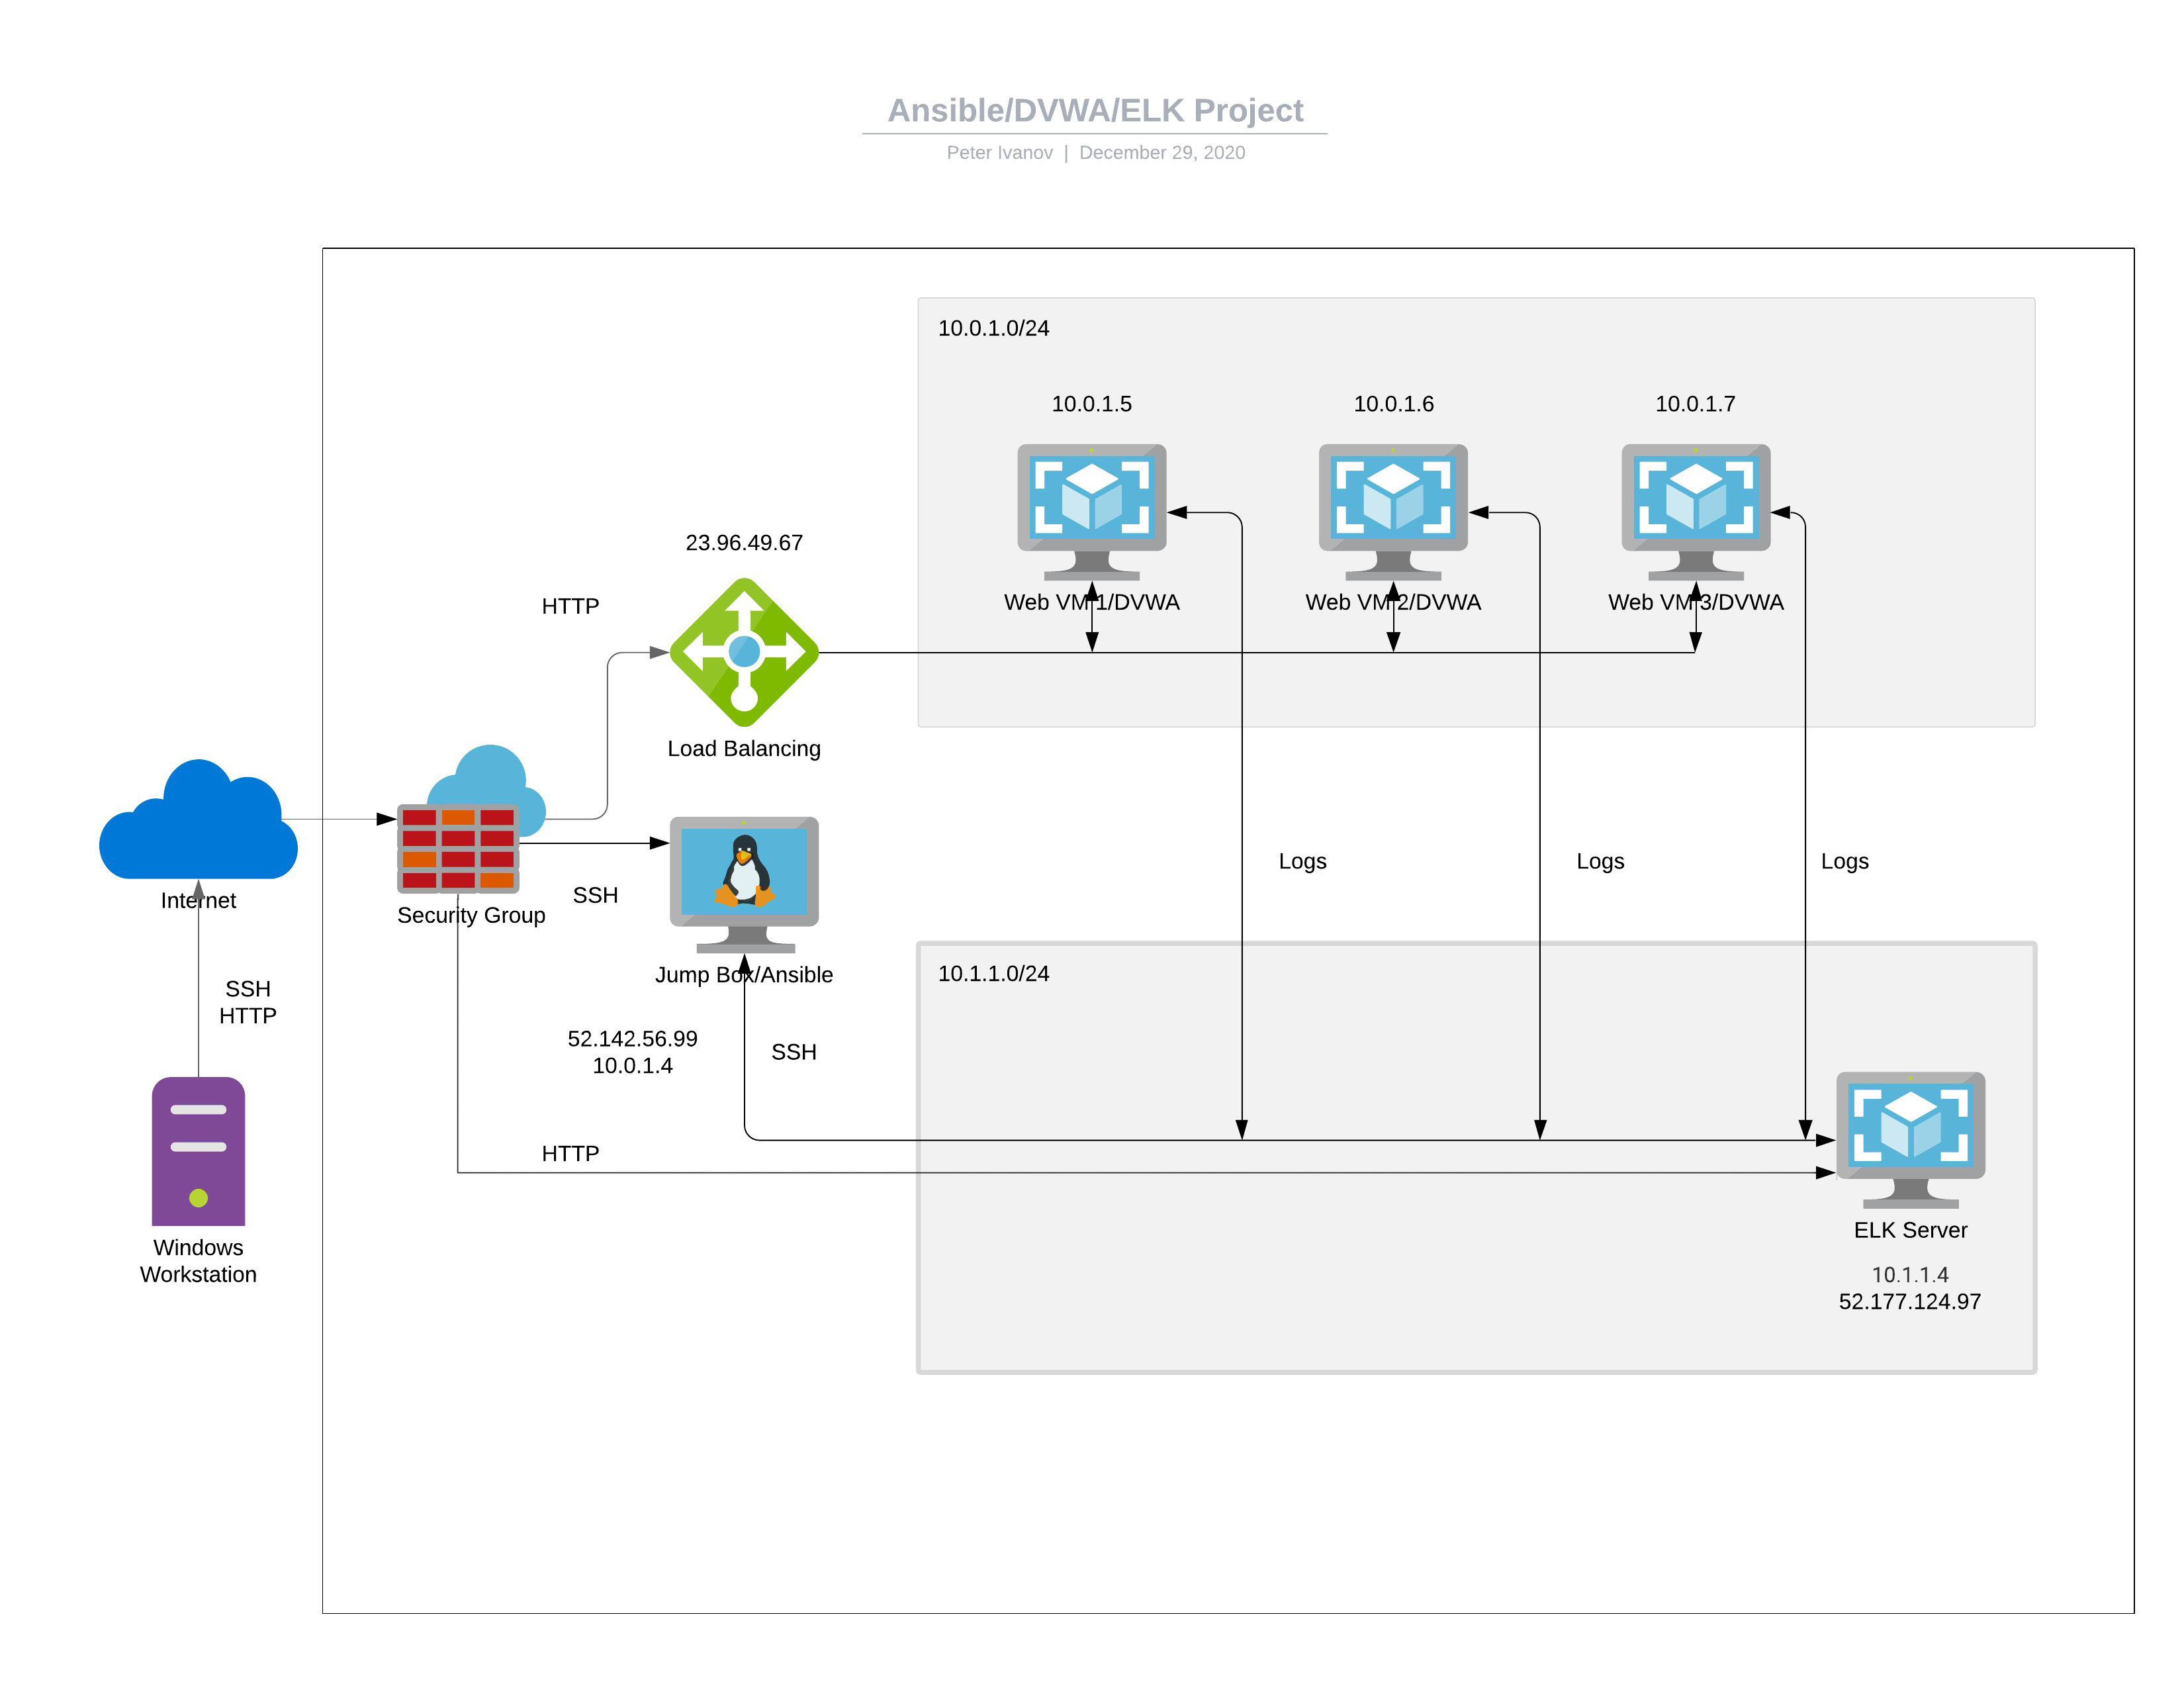 Ansible/DVWA/ELK Project
Peter Ivanov | December 29, 2020
10.0.1.0/24
10.0.1.5
10.0.1.6
10.0.1.7
Web VM 1/DVWA
Web VM 2/DVWA
Web VM 3/DVWA
23.96.49.67
HTTP
Load Balancing
Internet
Security Group
SSH
Jump Box/Ansible
Logs
Logs
Logs
10.1.1.0/24
SSH
HTTP
52.142.56.99
10.0.1.4
SSH
HTTP
Windows
Workstation
ELK Server
10.1.1.4
52.177.124.97